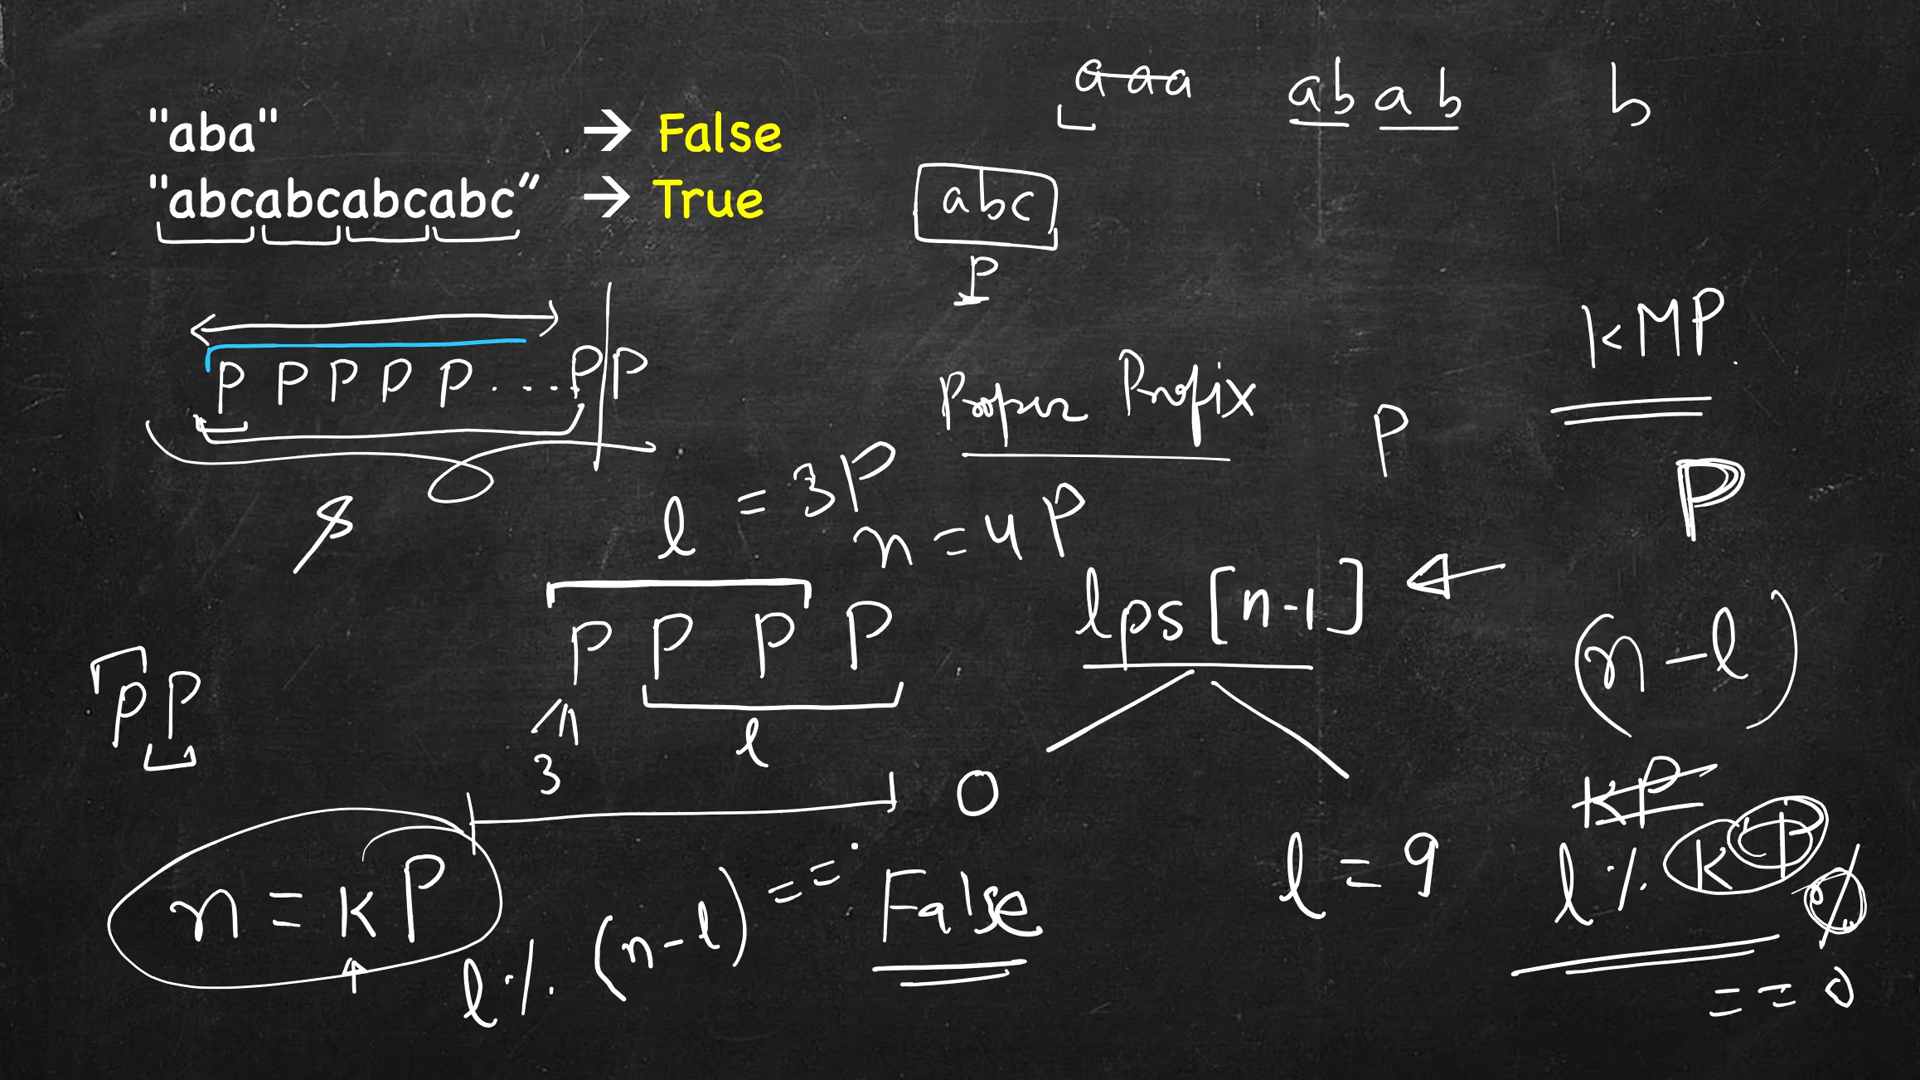 "aba" → False
"abcabcabcabc" → True
aaa abab b
abc
P
P P P P P....P P
KMP
Proper Prefix P
P
l = 3P
n = 4P
lps[n-1]
P P P P
(n-l)
P P
3
l
0
KP
n = KP
l % (n-l) ==
False
l = 9
l % KP
== 0